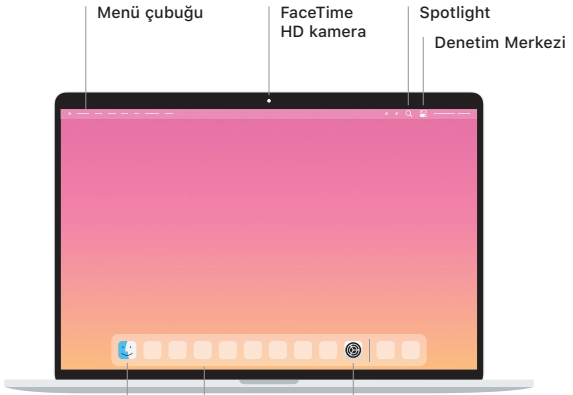 Menü çubuğu
FaceTime
HD kamera
Spotlight
Denetim Merkezi